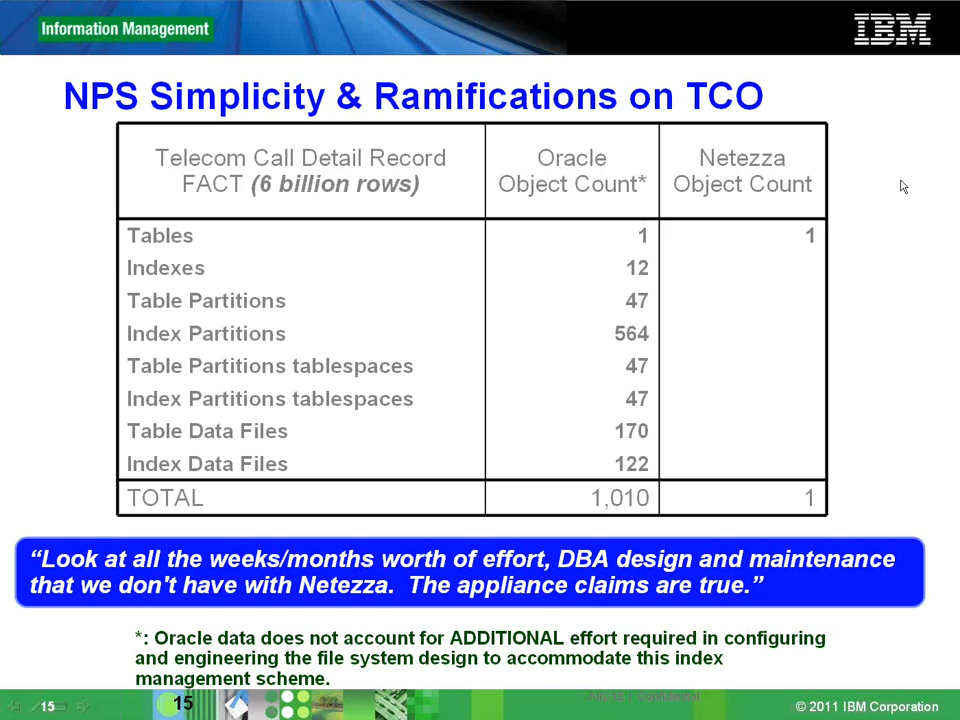 Information Management
IBM
NPS Simplicity & Ramifications on TCO
Telecom Call Detail Record
FACT (6 billion rows)
Oracle
Object Count*
Netezza
Object Count
Tables 1 1
Indexes 12
Table Partitions 47
Index Partitions 564
Table Partitions tablespaces 47
Index Partitions tablespaces 47
Table Data Files 170
Index Data Files 122
TOTAL 1,010 1
“Look at all the weeks/months worth of effort, DBA design and maintenance
that we don't have with Netezza. The appliance claims are true.”
*: Oracle data does not account for ADDITIONAL effort required in configuring
and engineering the file system design to accommodate this index
management scheme.
15
15
© 2011 IBM Corporation